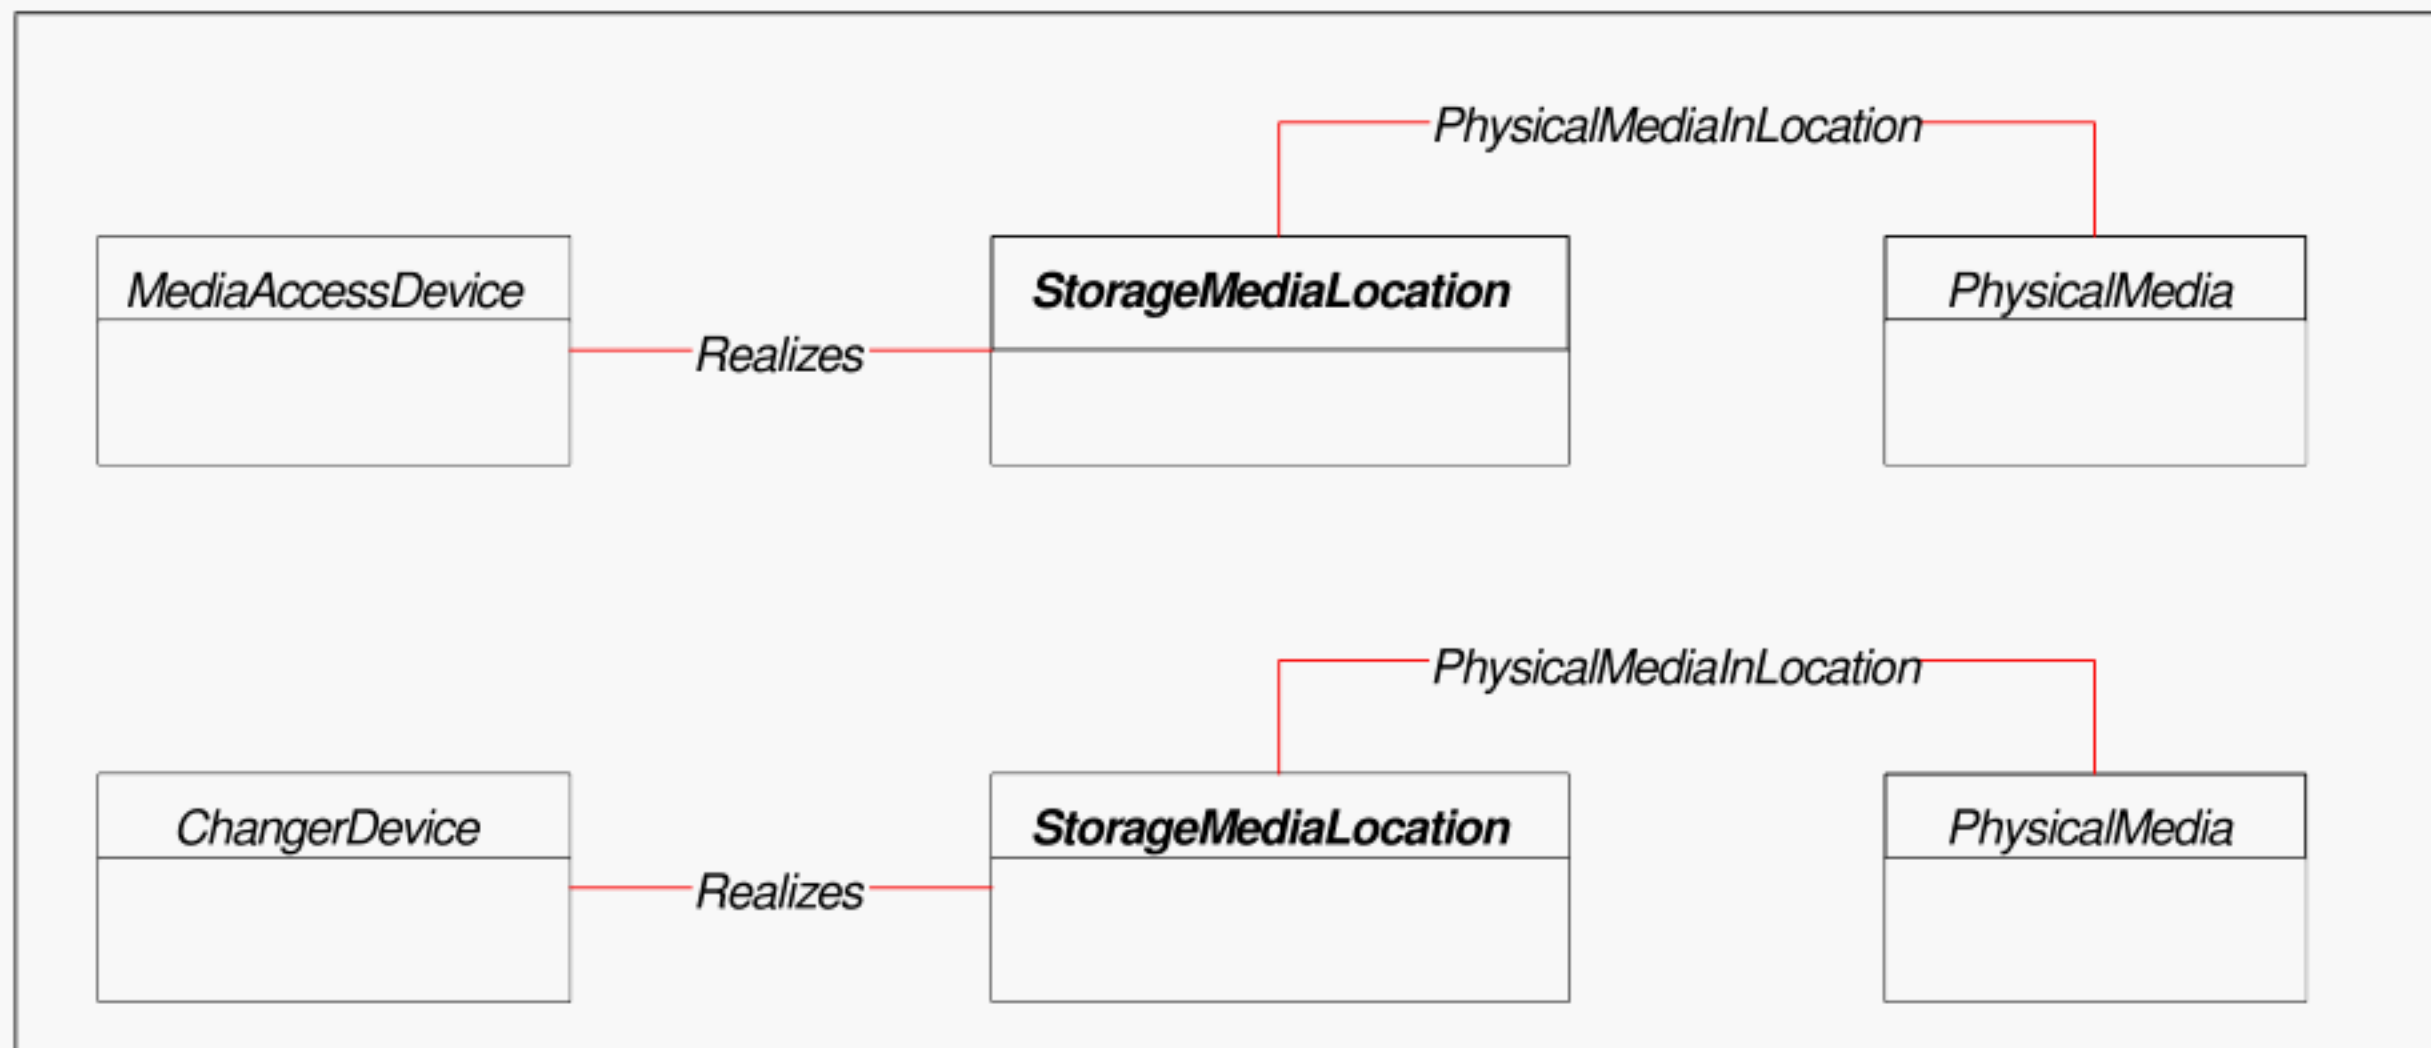 PhysicalMediaInLocation
MediaAccessDevice
StorageMediaLocation
PhysicalMedia
Realizes
PhysicalMediaInLocation
ChangerDevice
StorageMediaLocation
PhysicalMedia
Realizes